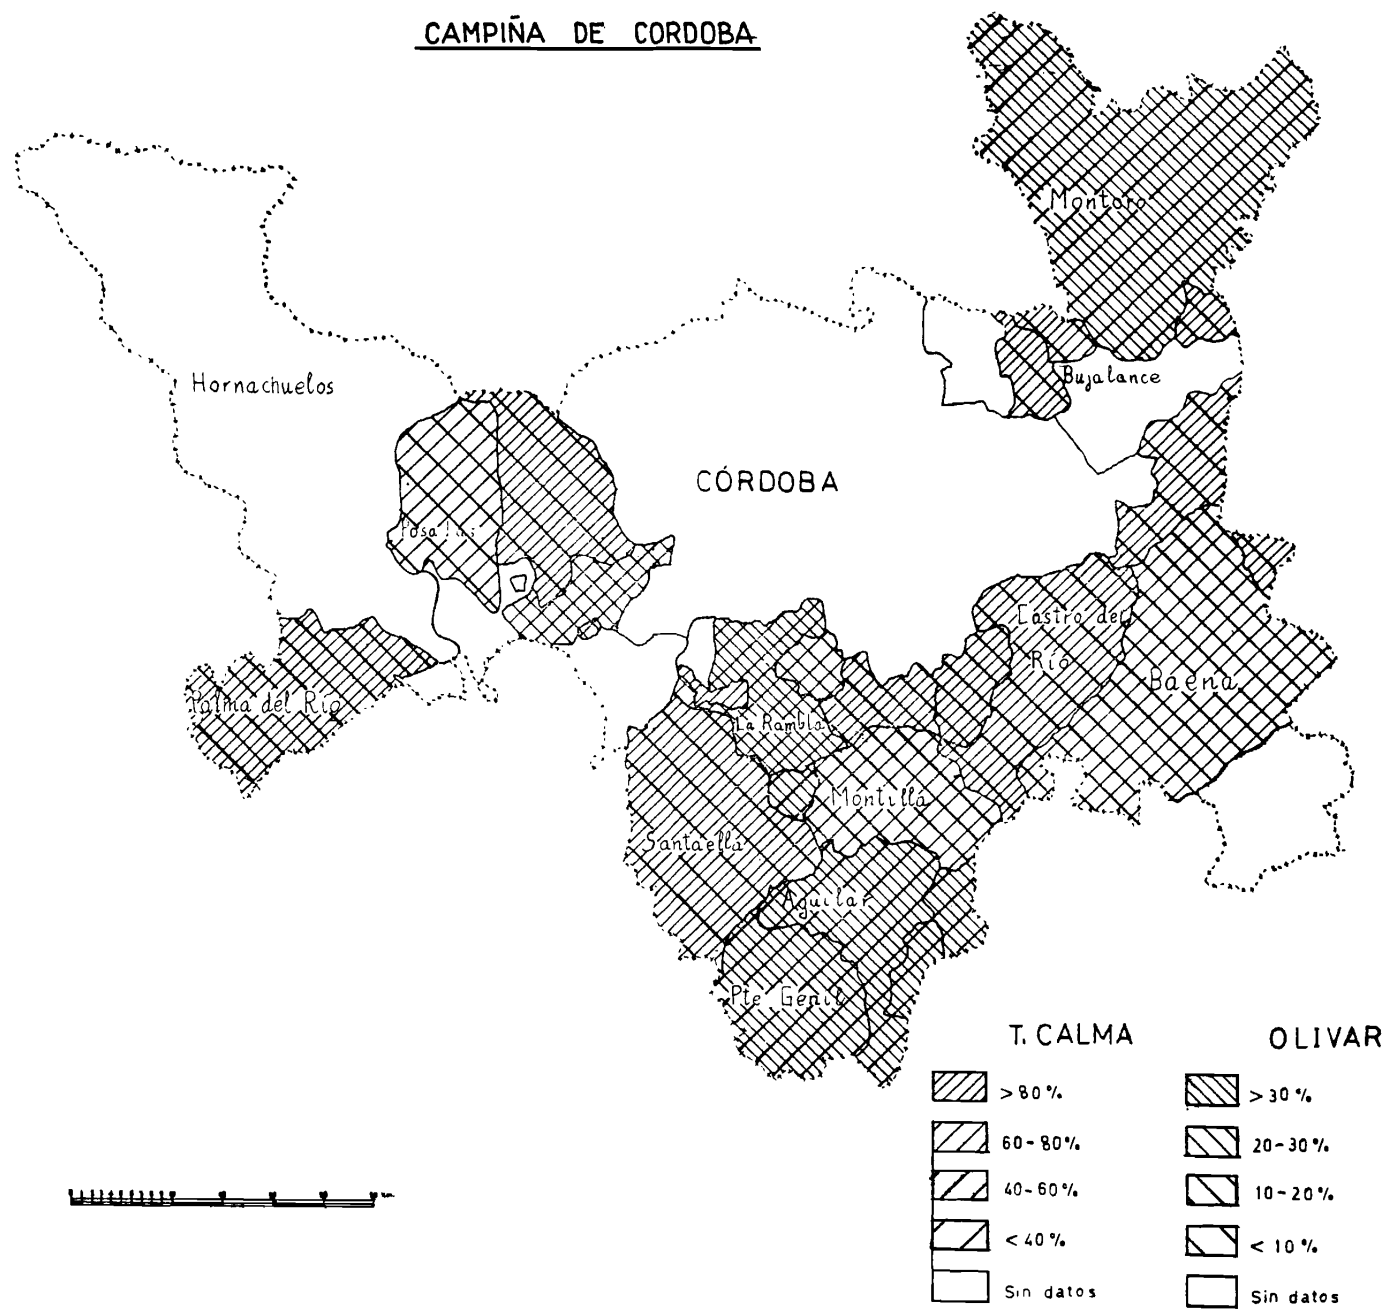 CAMPIÑA DE CORDOBA
Montoro
Hornachuelos
Bujalance
CÓRDOBA
Posadas
Castro del
Río
Baena
Palma del Río
La Rambla
Montilla
Santaella
Aguilar
Pte Genil
T. CALMA
>80%
60-80%
40-60%
<40%
Sin datos
OLIVAR
>30%
20-30%
10-20%
<10%
Sin datos